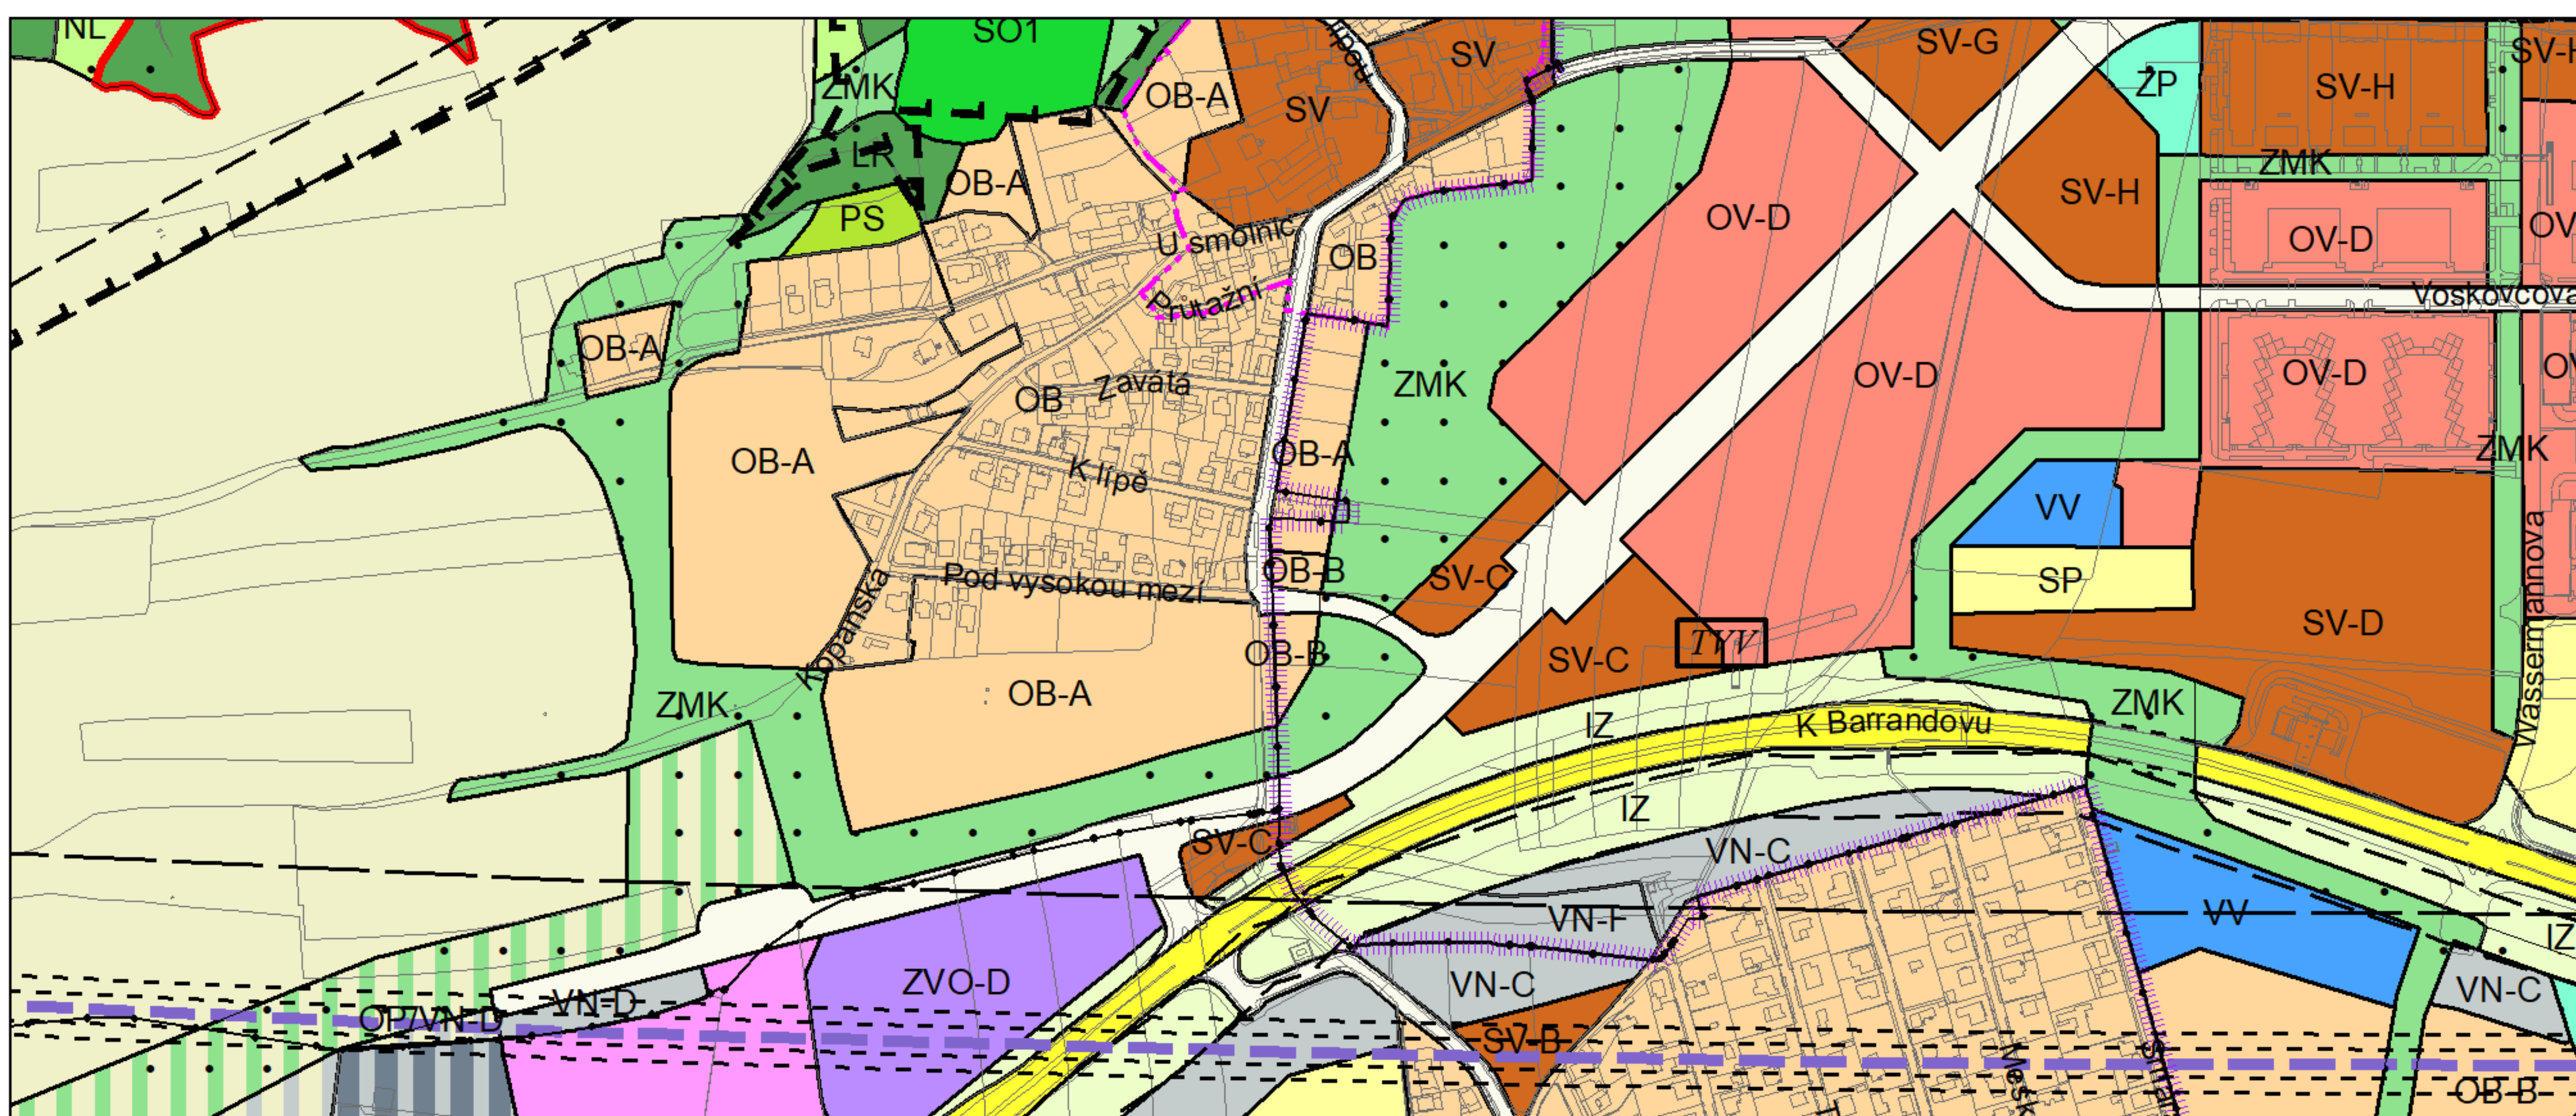 NL
SO1
SV
SV-G
SV-H
ZMK
OB-A
SV
ZP
SV-H
LR
OB-A
ZMK
SV-H
PS
OV-D
OV-D
U smolnic
OB
Průtažní
Voskovcova
OB-A
Zavátá
OB
ZMK
OV-D
OV-D
OB-A
K lípě
OB-A
ZMK
VV
Pod vysokou mezí
OB-B
SV-C
SP
Kopanská
OB-B
SV-C
TVV
SV-D
Wassermannova
OB-A
ZMK
IZ
K Barrandovu
ZMK
IZ
SV-C
VN-C
VN-F
VV
IZ
ZVO-D
VN-C
VN-C
OP/VN-D
VN-D
SV-B
OB-B